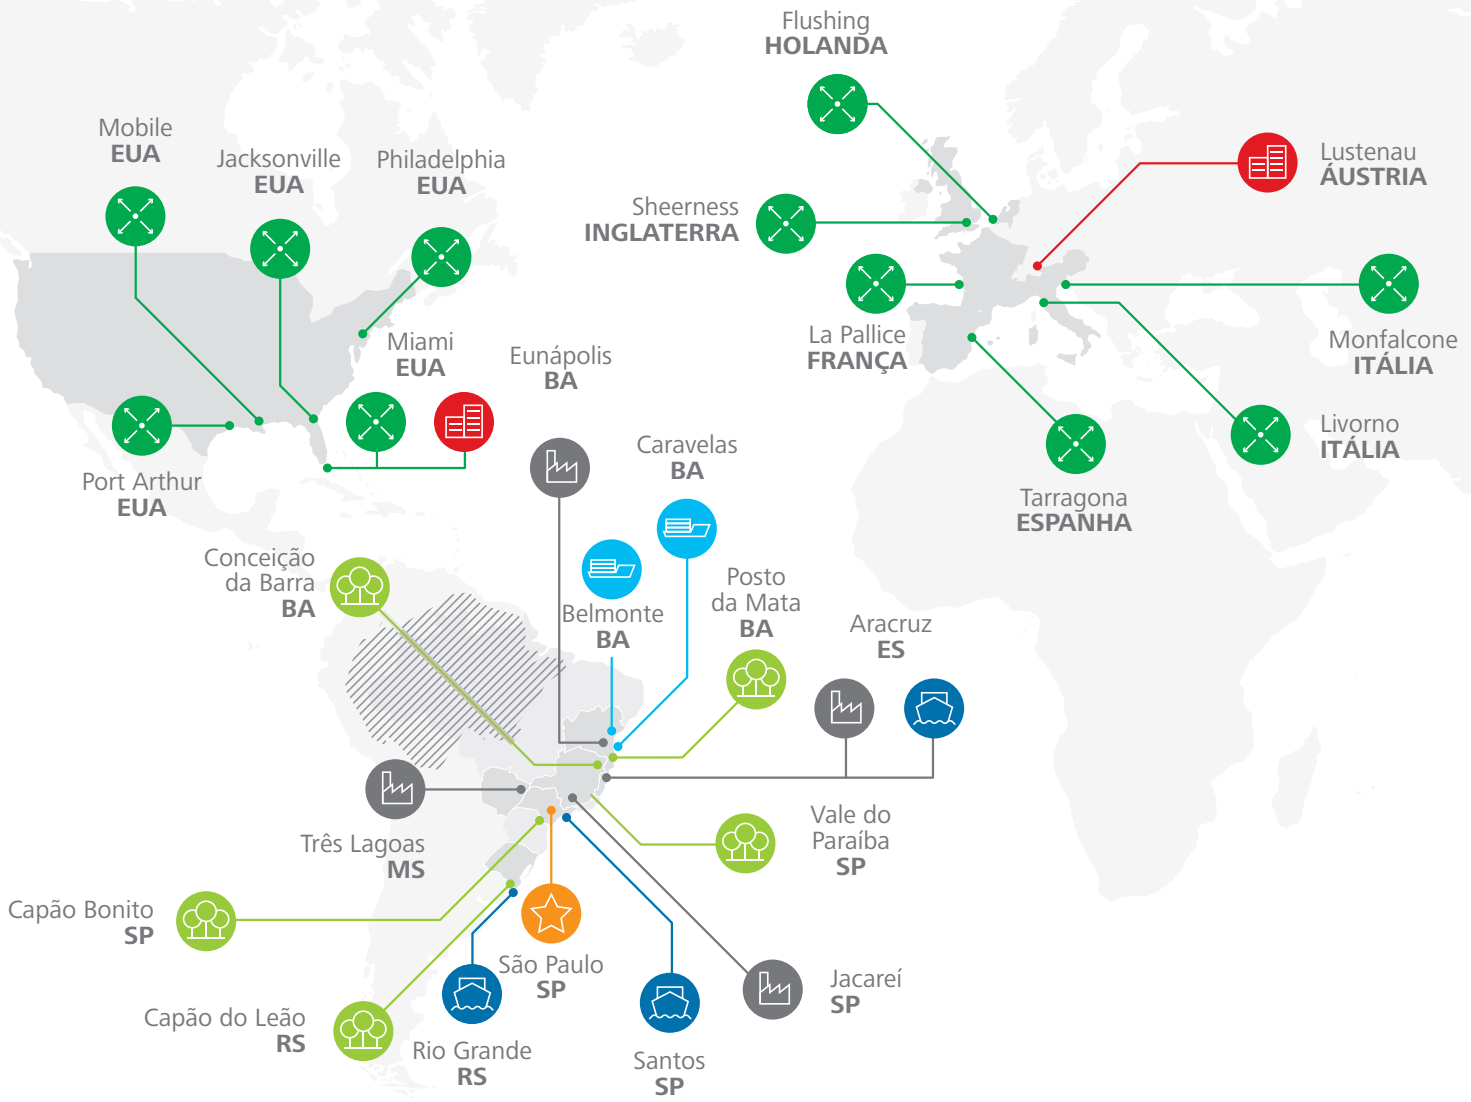 Flushing
HOLANDA
Mobile
EUA
Jacksonville
EUA
Philadelphia
EUA
Lustenau
ÁUSTRIA
Sheerness
INGLATERRA
Miami
EUA
La Pallice
FRANÇA
Monfalcone
ITÁLIA
Eunápolis
BA
Port Arthur
EUA
Caravelas
BA
Livorno
ITÁLIA
Tarragona
ESPANHA
Conceição
da Barra
BA
Belmonte
BA
Posto
da Mata
BA
Aracruz
ES
Três Lagoas
MS
Vale do
Paraíba
SP
Capão Bonito
SP
São Paulo
SP
Jacareí
SP
Capão do Leão
RS
Rio Grande
RS
Santos
SP